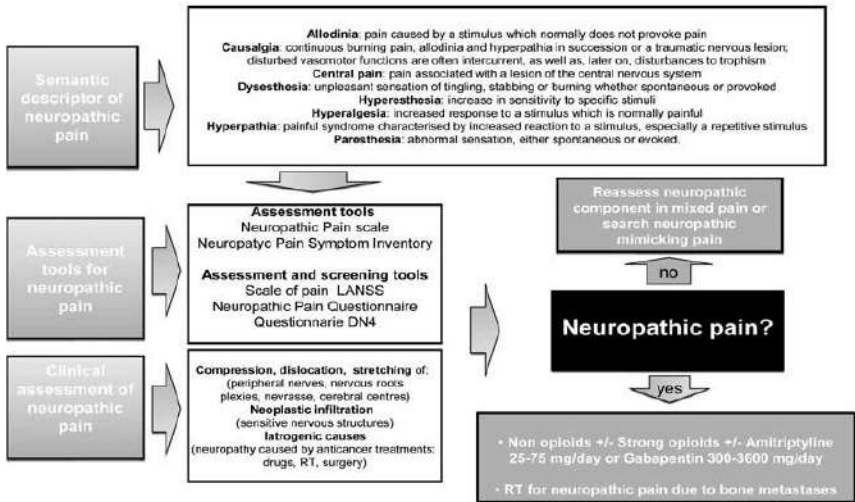 Semantic
descriptor of
neuropathic
pain
Allodinia: pain caused by a stimulus which normally does not provoke pain
Causalgia: continuous burning pain, allodinia and hyperpathia in succession or a traumatic nervous lesion;
disturbed vasomotor functions are often intercurrent, as well as, later on, disturbances to trophism
Central pain: pain associated with a lesion of the central nervous system
Dysesthesia: unpleasant sensation of tingling, stabbing or burning whether spontaneous or provoked
Hyperesthesia: increase in sensitivity to specific stimuli
Hyperalgesia: increased response to a stimulus which is normally painful
Hyperpathia: painful syndrome characterised by increased reaction to a stimulus, especially a repetitive stimulus
Paresthesia: abnormal sensation, either spontaneous or evoked.
Assessment
tools for
neuropathic
pain
Assessment tools
Neuropathic Pain scale
Neuropatyc Pain Symptom Inventory
Assessment and screening tools
Scale of pain LANSS
Neuropathic Pain Questionnaire
Questionnarie DN4
Clinical
assessment of
neuropathic
pain
Compression, dislocation, stretching of:
(peripheral nerves, nervous roots
plexies, nevrasse, cerebral centres)
Neoplastic infiltration
(sensitive nervous structures)
Iatrogenic causes
(neuropathy caused by anticancer treatments:
drugs, RT, surgery)
Reassess neuropathic
component in mixed pain or
search neuropathic
mimicking pain
no
Neuropathic pain?
yes
• Non opioids +/- Strong opioids +/- Amitriptyline
25-75 mg/day or Gabapentin 300-3600 mg/day
• RT for neuropathic pain due to bone metastases